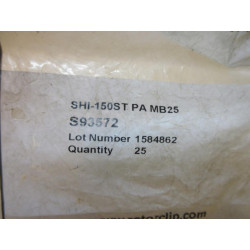 SHI-150ST PA MB25
S93572
Lot Number 1584862
Quantity 25